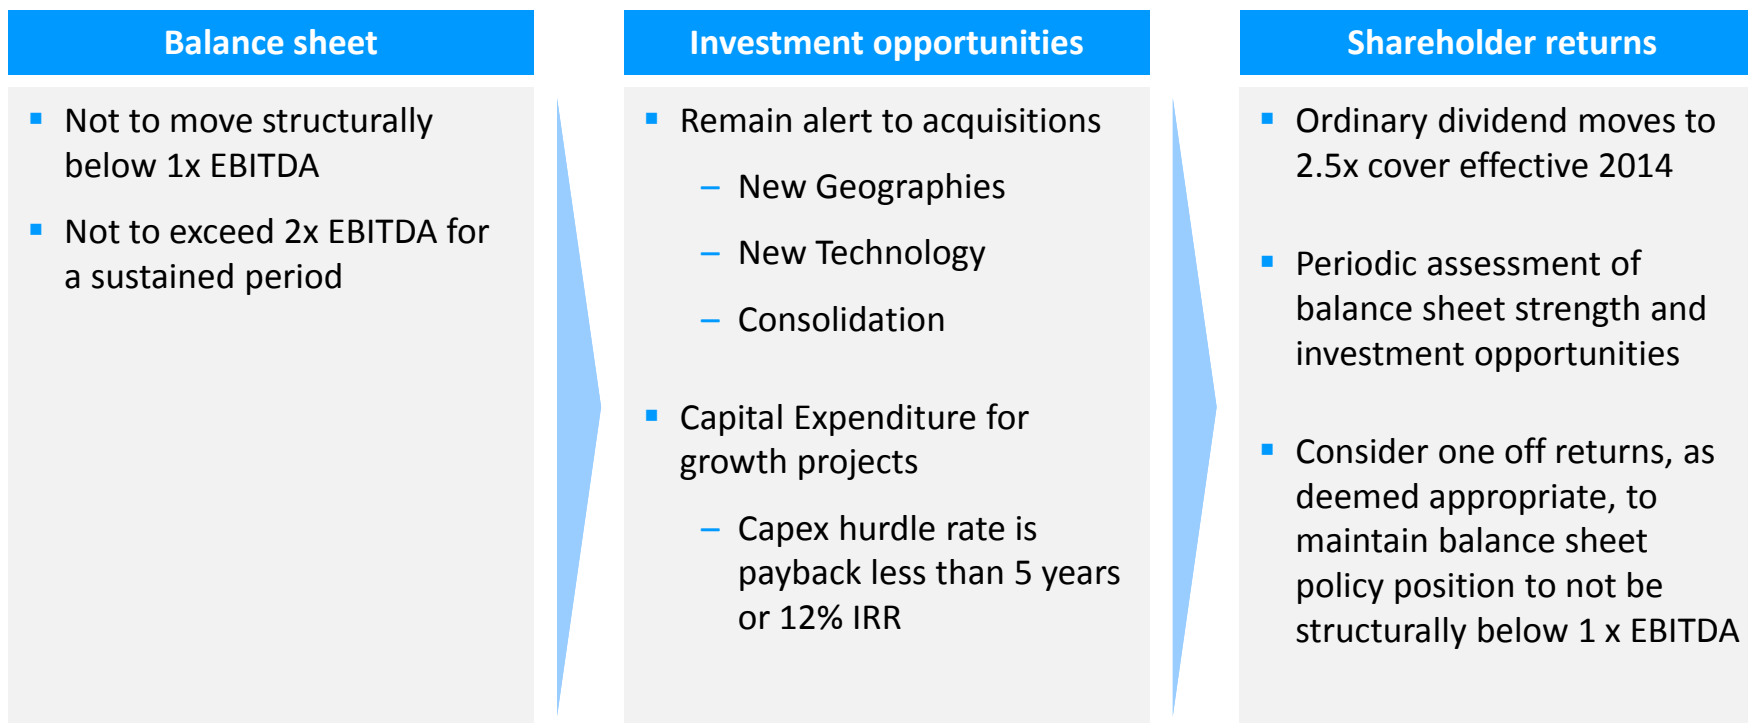 Balance sheet
▪ Not to move structurally
below 1x EBITDA
▪ Not to exceed 2x EBITDA for
a sustained period
Investment opportunities
▪ Remain alert to acquisitions
– New Geographies
– New Technology
– Consolidation
▪ Capital Expenditure for
growth projects
– Capex hurdle rate is
payback less than 5 years
or 12% IRR
Shareholder returns
▪ Ordinary dividend moves to
2.5x cover effective 2014
▪ Periodic assessment of
balance sheet strength and
investment opportunities
▪ Consider one off returns, as
deemed appropriate, to
maintain balance sheet
policy position to not be
structurally below 1 x EBITDA